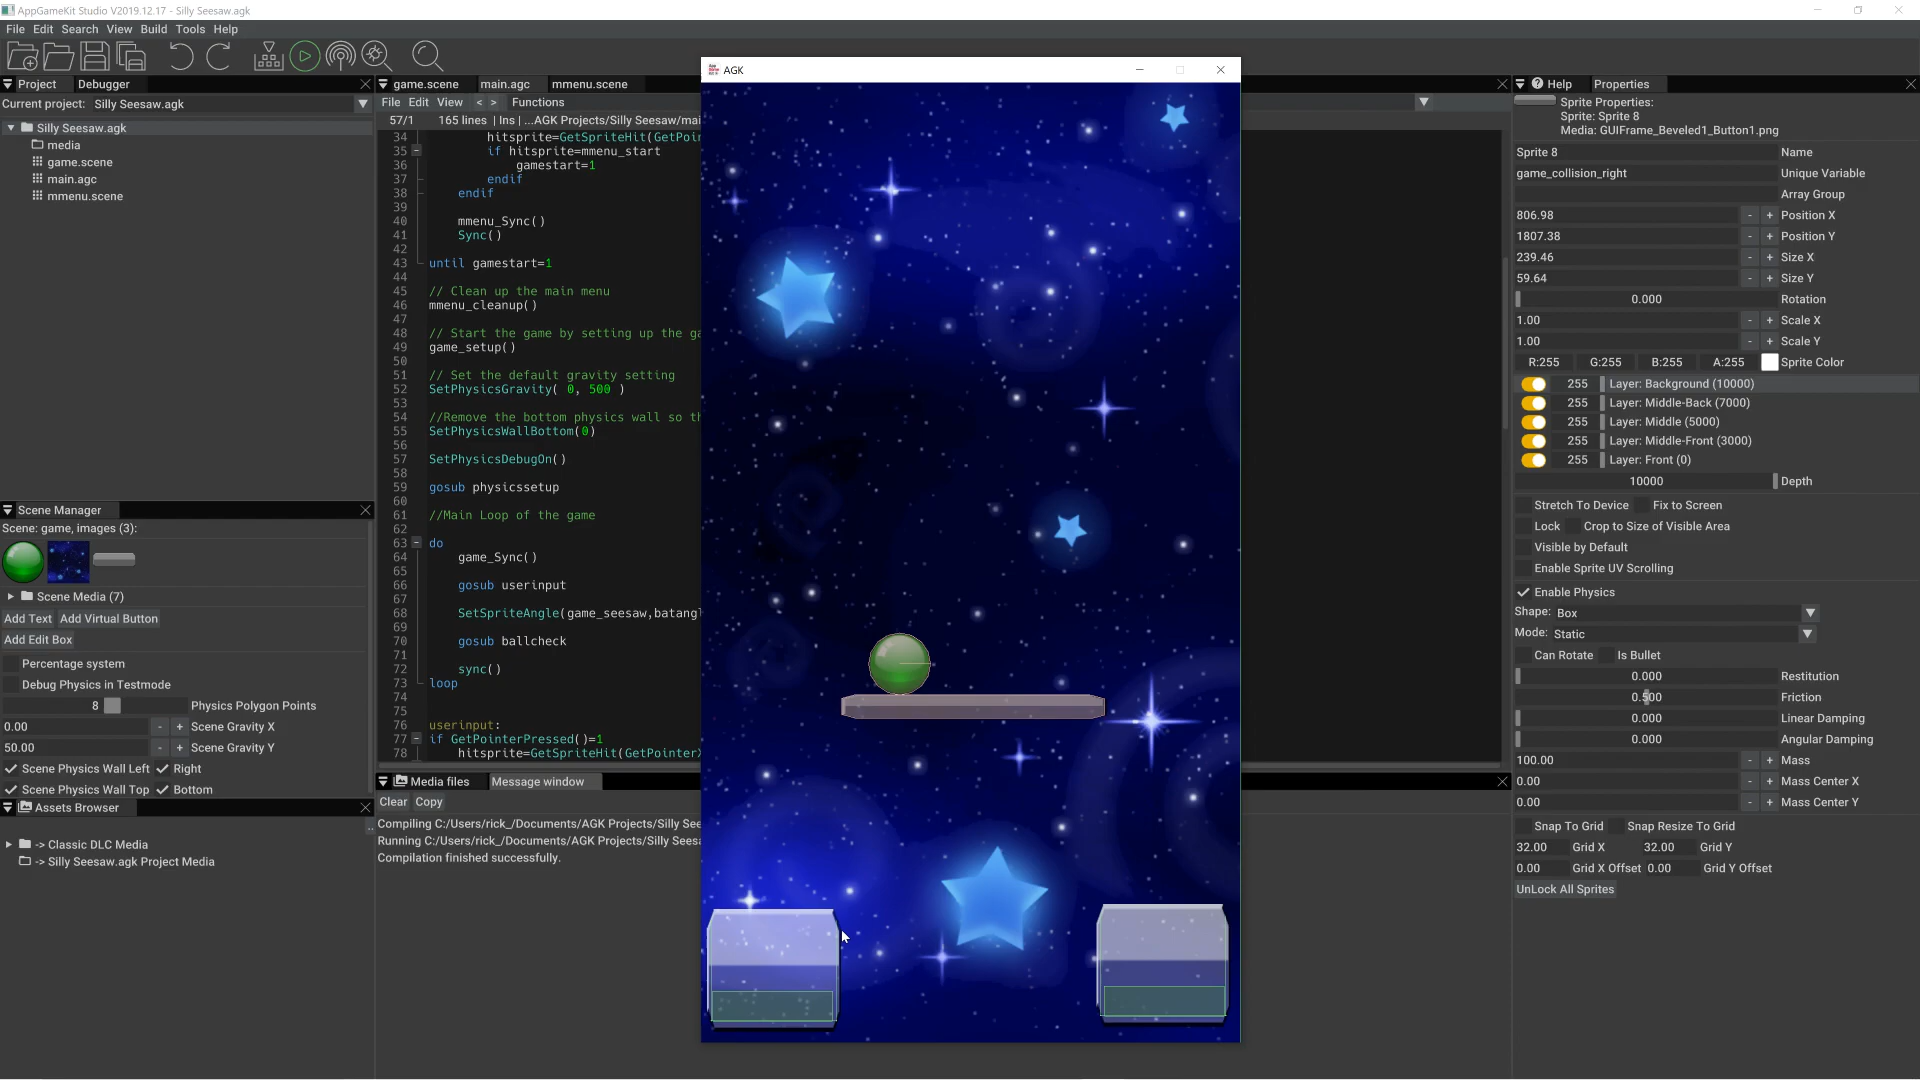 AppGameKit Studio V2019.12.17 - Silly Seesaw.agk
File Edit Search View Build Tools Help
Project Debugger
Current project: Silly Seesaw.agk
Silly Seesaw.agk
media
game.scene
main.agc
mmenu.scene
Scene Manager
Scene: game, images (3):
Scene Media (7)
Add Text Add Virtual Button
Add Edit Box
Percentage system
Debug Physics in Testmode
8 Physics Polygon Points
0.00 - + Scene Gravity X
50.00 - + Scene Gravity Y
Scene Physics Wall Left Right
Scene Physics Wall Top Bottom
Assets Browser
..
-> Classic DLC Media
-> Silly Seesaw.agk Project Media
game.scene main.agc mmenu.scene
File Edit View < > Functions
57/1 165 lines | Ins | ...AGK Projects/Silly Seesaw/mai
34 hitsprite=GetSpriteHit(GetPoin
35 if hitsprite=mmenu_start
36 gamestart=1
37 endif
38 endif
39
40 mmenu_Sync()
41 Sync()
42
43 until gamestart=1
44
45 // Clean up the main menu
46 mmenu_cleanup()
47
48 // Start the game by setting up the ga
49 game_setup()
50
51 // Set the default gravity setting
52 SetPhysicsGravity( 0, 500 )
53
54 //Remove the bottom physics wall so th
55 SetPhysicsWallBottom(0)
56
57 SetPhysicsDebugOn()
58
59 gosub physicssetup
60
61 //Main Loop of the game
62
63 do
64 game_Sync()
65
66 gosub userinput
67
68 SetSpriteAngle(game_seesaw,batangl
69
70 gosub ballcheck
71
72 sync()
73 loop
74
75
76 userinput:
77 if GetPointerPressed()=1
78 hitsprite=GetSpriteHit(GetPointerX
Media files Message window
Clear Copy
Compiling C:/Users/rick_/Documents/AGK Projects/Silly See
Running C:/Users/rick_/Documents/AGK Projects/Silly Seesa
Compilation finished successfully.
AGK
Help Properties
Sprite Properties:
Sprite: Sprite 8
Media: GUIFrame_Beveled1_Button1.png
Sprite 8 Name
game_collision_right Unique Variable
Array Group
806.98 - + Position X
1807.38 - + Position Y
239.46 - + Size X
59.64 - + Size Y
0.000 Rotation
1.00 - + Scale X
1.00 - + Scale Y
R:255 G:255 B:255 A:255 Sprite Color
255 Layer: Background (10000)
255 Layer: Middle-Back (7000)
255 Layer: Middle (5000)
255 Layer: Middle-Front (3000)
255 Layer: Front (0)
10000 Depth
Stretch To Device Fix to Screen
Lock Crop to Size of Visible Area
Visible by Default
Enable Sprite UV Scrolling
Enable Physics
Shape: Box
Mode: Static
Can Rotate Is Bullet
0.000 Restitution
0.500 Friction
0.000 Linear Damping
0.000 Angular Damping
100.00 - + Mass
0.00 - + Mass Center X
0.00 - + Mass Center Y
Snap To Grid Snap Resize To Grid
32.00 Grid X 32.00 Grid Y
0.00 Grid X Offset 0.00 Grid Y Offset
UnLock All Sprites